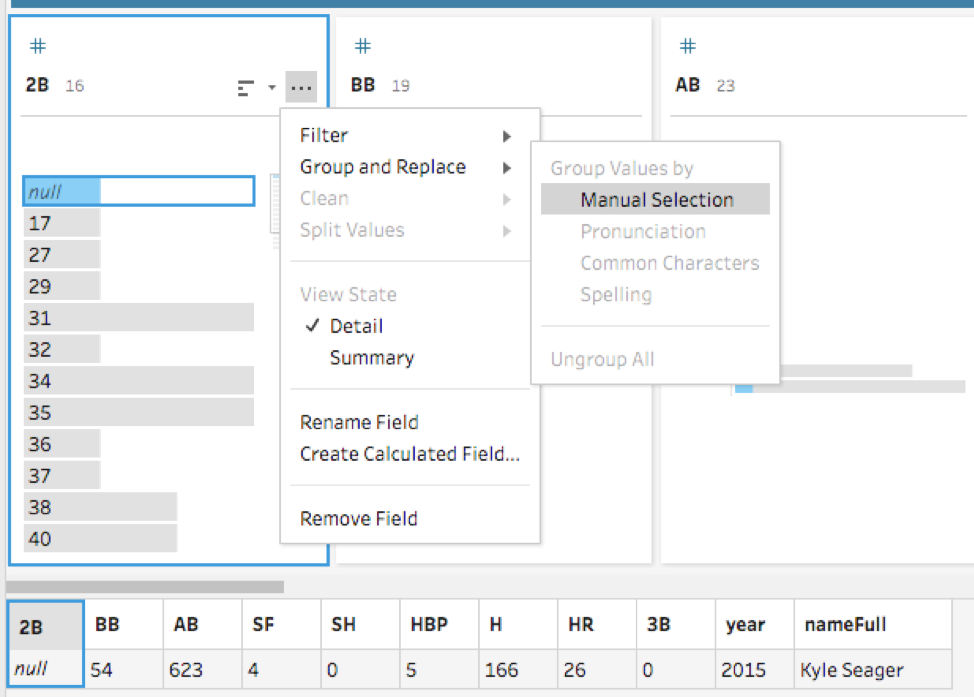 # # #
2B 16 ... BB 19 AB 23
Filter
Group and Replace
Clean
Split Values
View State
✓ Detail
Summary
Rename Field
Create Calculated Field...
Remove Field
Group Values by
Manual Selection
Pronunciation
Common Characters
Spelling
Ungroup All
null
17
27
29
31
32
34
35
36
37
38
40
2B BB AB SF SH HBP H HR 3B year nameFull
null 54 623 4 0 5 166 26 0 2015 Kyle Seager